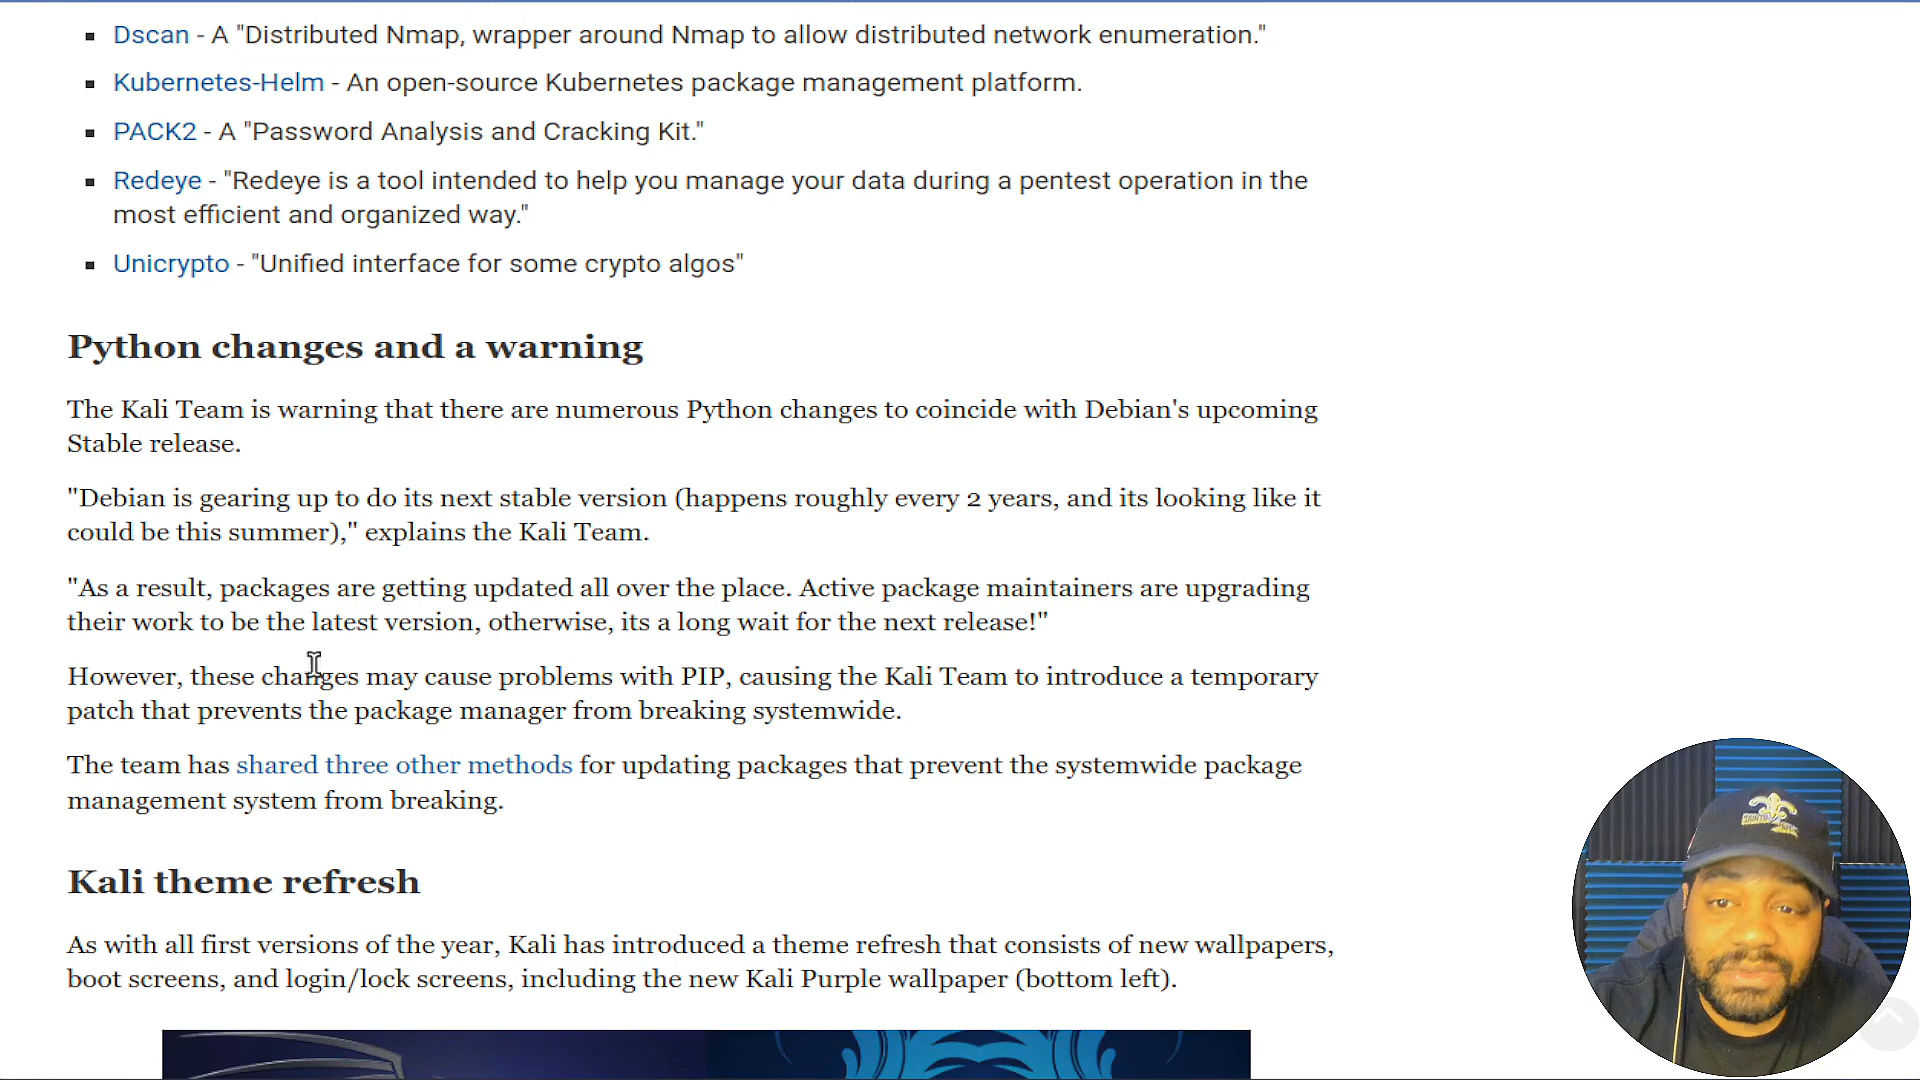 Dscan - A "Distributed Nmap, wrapper around Nmap to allow distributed network enumeration."
Kubernetes-Helm - An open-source Kubernetes package management platform.
PACK2 - A "Password Analysis and Cracking Kit."
Redeye - "Redeye is a tool intended to help you manage your data during a pentest operation in the
most efficient and organized way."
Unicrypto - "Unified interface for some crypto algos"
Python changes and a warning
The Kali Team is warning that there are numerous Python changes to coincide with Debian's upcoming
Stable release.
"Debian is gearing up to do its next stable version (happens roughly every 2 years, and its looking like it
could be this summer)," explains the Kali Team.
"As a result, packages are getting updated all over the place. Active package maintainers are upgrading
their work to be the latest version, otherwise, its a long wait for the next release!"
However, these changes may cause problems with PIP, causing the Kali Team to introduce a temporary
patch that prevents the package manager from breaking systemwide.
The team has shared three other methods for updating packages that prevent the systemwide package
management system from breaking.
Kali theme refresh
As with all first versions of the year, Kali has introduced a theme refresh that consists of new wallpapers,
boot screens, and login/lock screens, including the new Kali Purple wallpaper (bottom left).